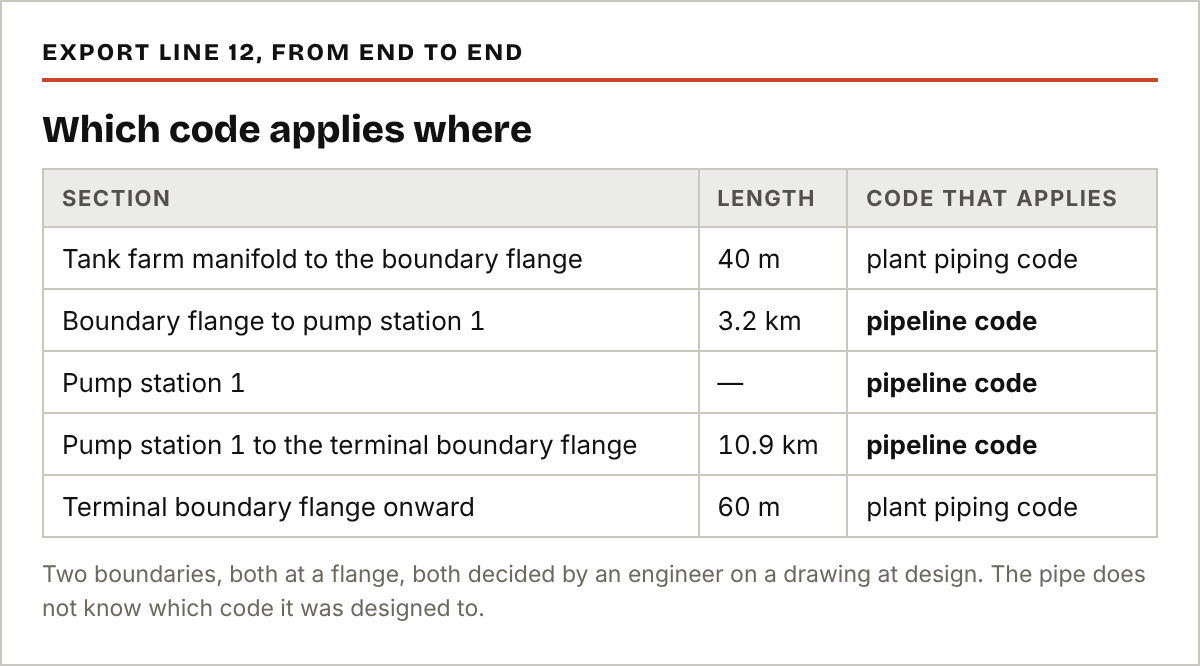 EXPORT LINE 12, FROM END TO END
Which code applies where
SECTION LENGTH CODE THAT APPLIES
Tank farm manifold to the boundary flange 40 m plant piping code
Boundary flange to pump station 1 3.2 km pipeline code
Pump station 1 — pipeline code
Pump station 1 to the terminal boundary flange 10.9 km pipeline code
Terminal boundary flange onward 60 m plant piping code
Two boundaries, both at a flange, both decided by an engineer on a drawing at design. The pipe does
not know which code it was designed to.